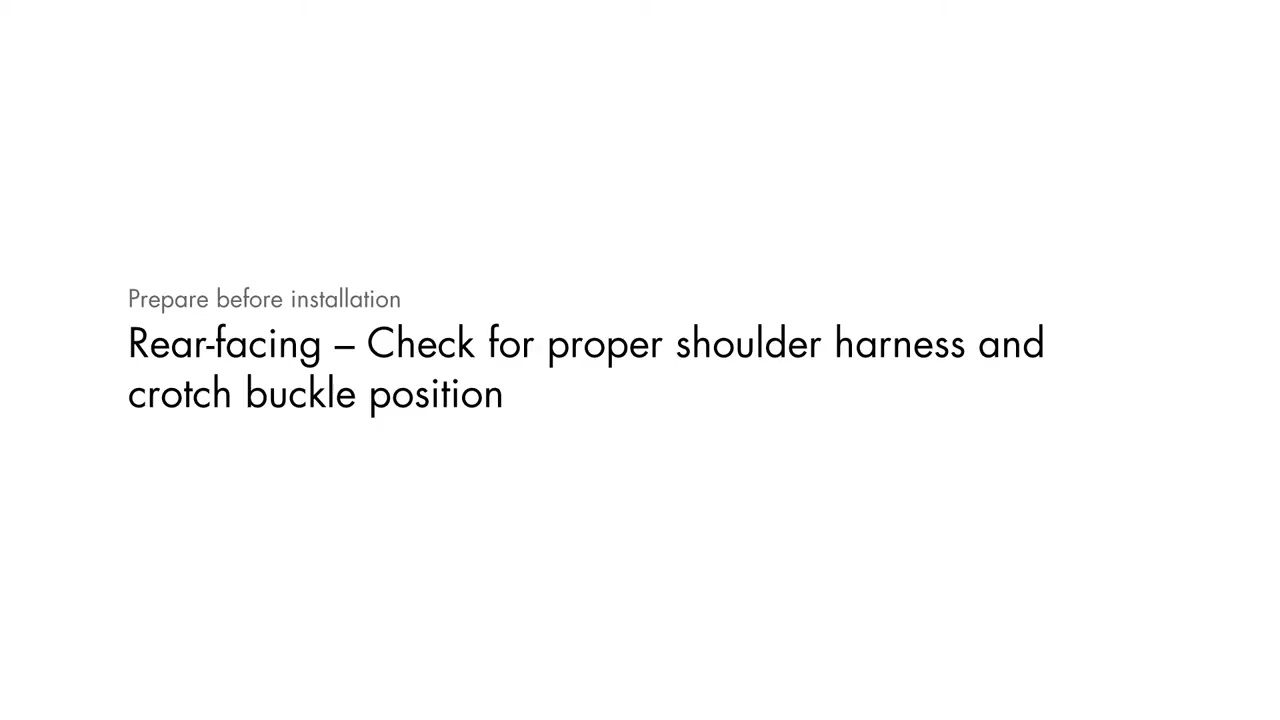 Prepare before installation
Rear-facing – Check for proper shoulder harness and
crotch buckle position